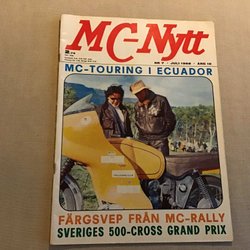 MC-Nytt
NR 7 JULI 1968 ÅRG 10
MC-TOURING I ECUADOR
FÄRGSVEP FRÅN MC-RALLY
SVERIGES 500-CROSS GRAND PRIX